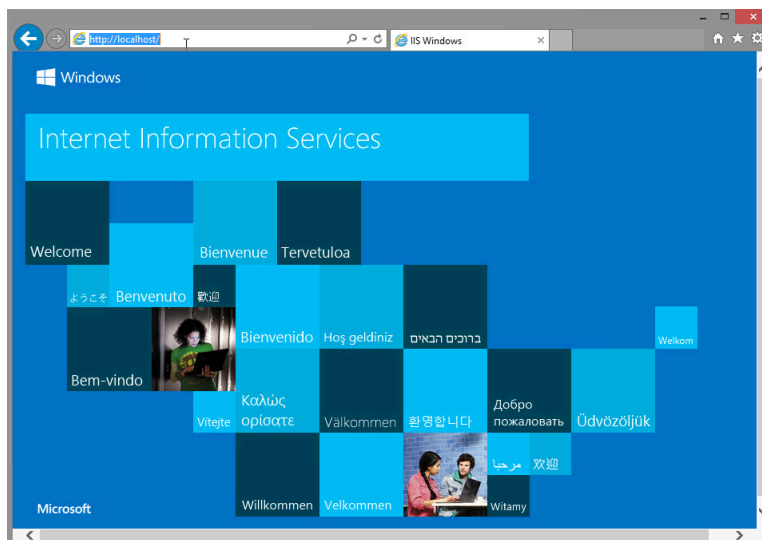 http://localhost/
IIS Windows
Windows
Internet Information Services
Welcome
Bienvenue
Tervetuloa
ようこそ
Benvenuto
歡迎
Bienvenido
Hoş geldiniz
ברוכים הבאים
Welkom
Bem-vindo
Vítejte
Καλώς
ορίσατε
Välkommen
환영합니다
Добро
пожаловать
Üdvözöljük
مرحبا
欢迎
Microsoft
Willkommen
Velkommen
Witamy